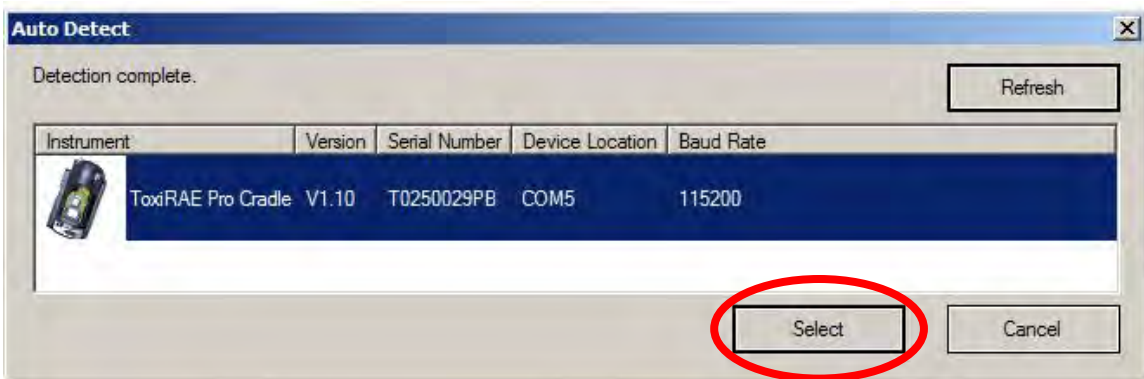 Auto Detect
Detection complete.
Refresh
Instrument Version Serial Number Device Location Baud Rate
ToxiRAE Pro Cradle V1.10 T0250029PB COM5 115200
Select Cancel